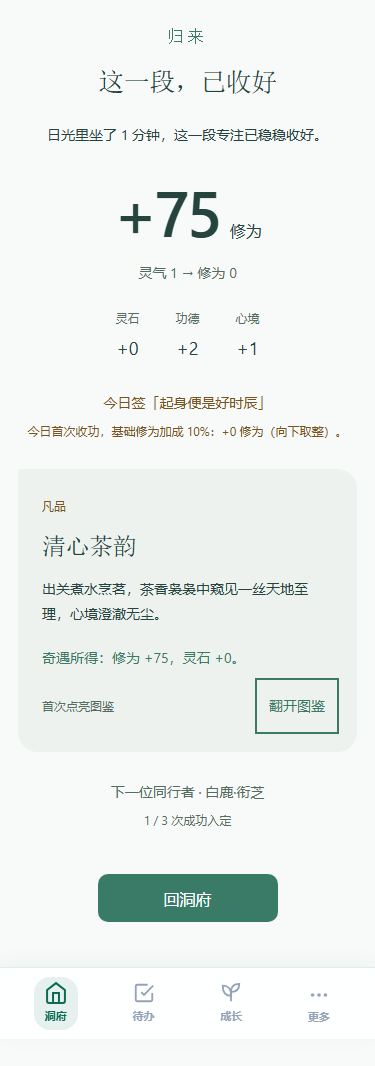 归来
这一段，已收好
日光里坐了 1 分钟，这一段专注已稳稳收好。
+75 修为
灵气 1 → 修为 0
灵石 功德 心境
+0 +2 +1
今日签「起身便是好时辰」
今日首次收功，基础修为加成 10%：+0 修为（向下取整）。
凡品
清心茶韵
出关煮水烹茗，茶香袅袅中窥见一丝天地至
理，心境澄澈无尘。
奇遇所得：修为 +75，灵石 +0。
首次点亮图鉴 翻开图鉴
下一位同行者 · 白鹿·衔芝
1 / 3 次成功入定
回洞府
洞府 待办 成长 更多